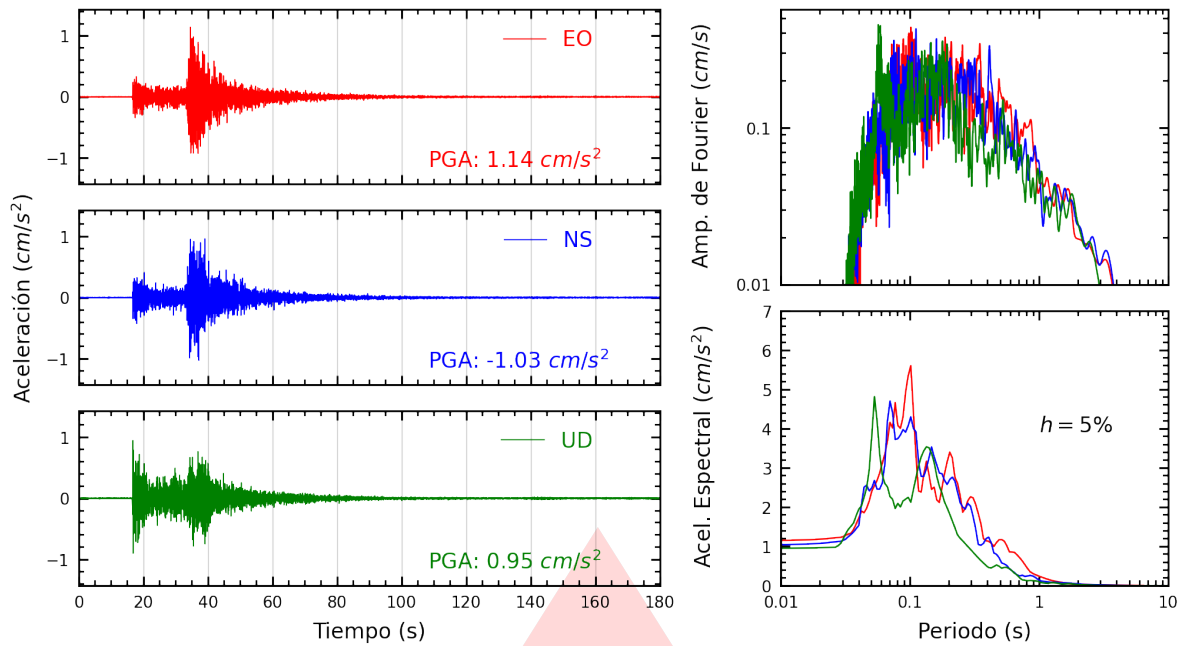 Aceleración (cm/s²)
1
0
−1
EO
PGA: 1.14 cm/s²
1
0
−1
NS
PGA: -1.03 cm/s²
1
0
−1
UD
PGA: 0.95 cm/s²
0 20 40 60 80 100 120 140 160 180
Tiempo (s)
Amp. de Fourier (cm/s)
0.1
0.01
Acel. Espectral (cm/s²)
7
6
5
4
3
2
1
0
h = 5%
0.01 0.1 1 10
Periodo (s)